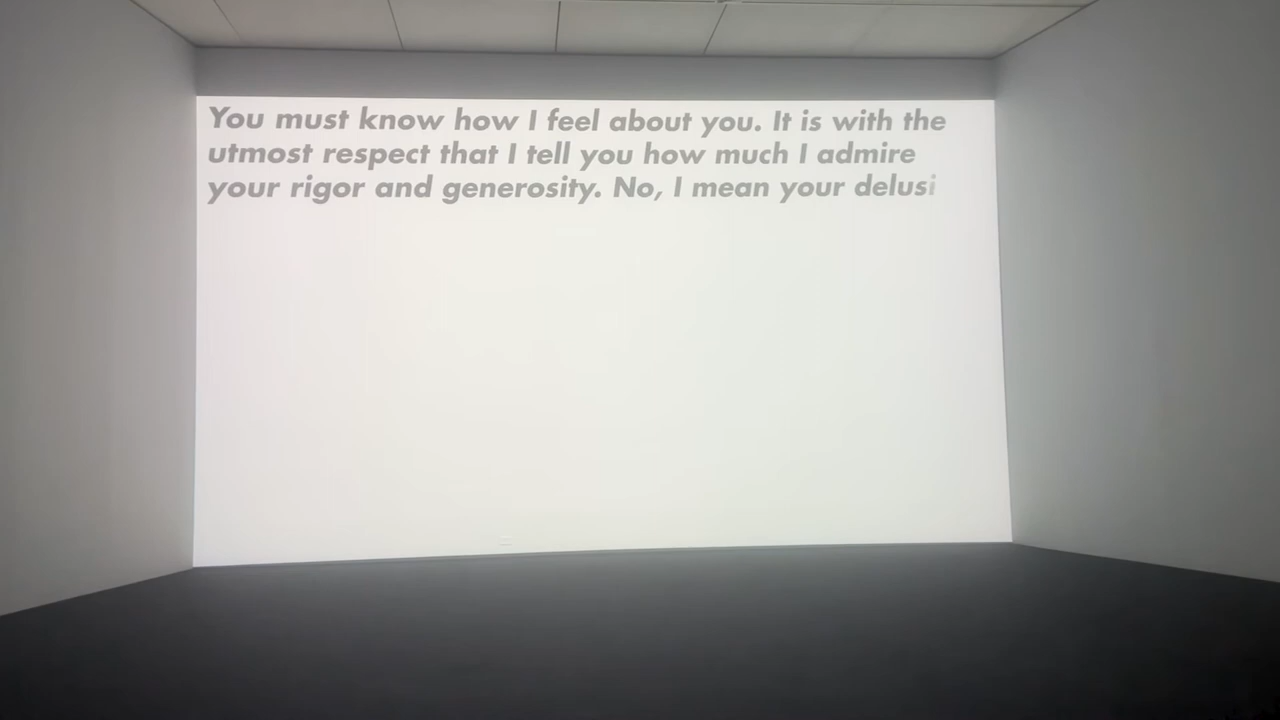 You must know how I feel about you. It is with the
utmost respect that I tell you how much I admire
your rigor and generosity. No, I mean your delusi